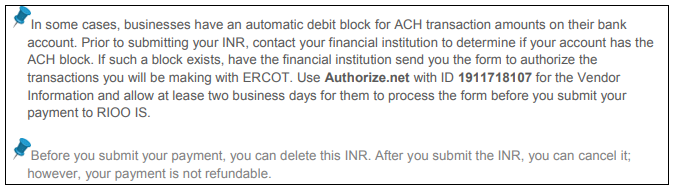 In some cases, businesses have an automatic debit block for ACH transaction amounts on their bank
account. Prior to submitting your INR, contact your financial institution to determine if your account has the
ACH block. If such a block exists, have the financial institution send you the form to authorize the
transactions you will be making with ERCOT. Use Authorize.net with ID 1911718107 for the Vendor
Information and allow at lease two business days for them to process the form before you submit your
payment to RIOO IS.
Before you submit your payment, you can delete this INR. After you submit the INR, you can cancel it;
however, your payment is not refundable.